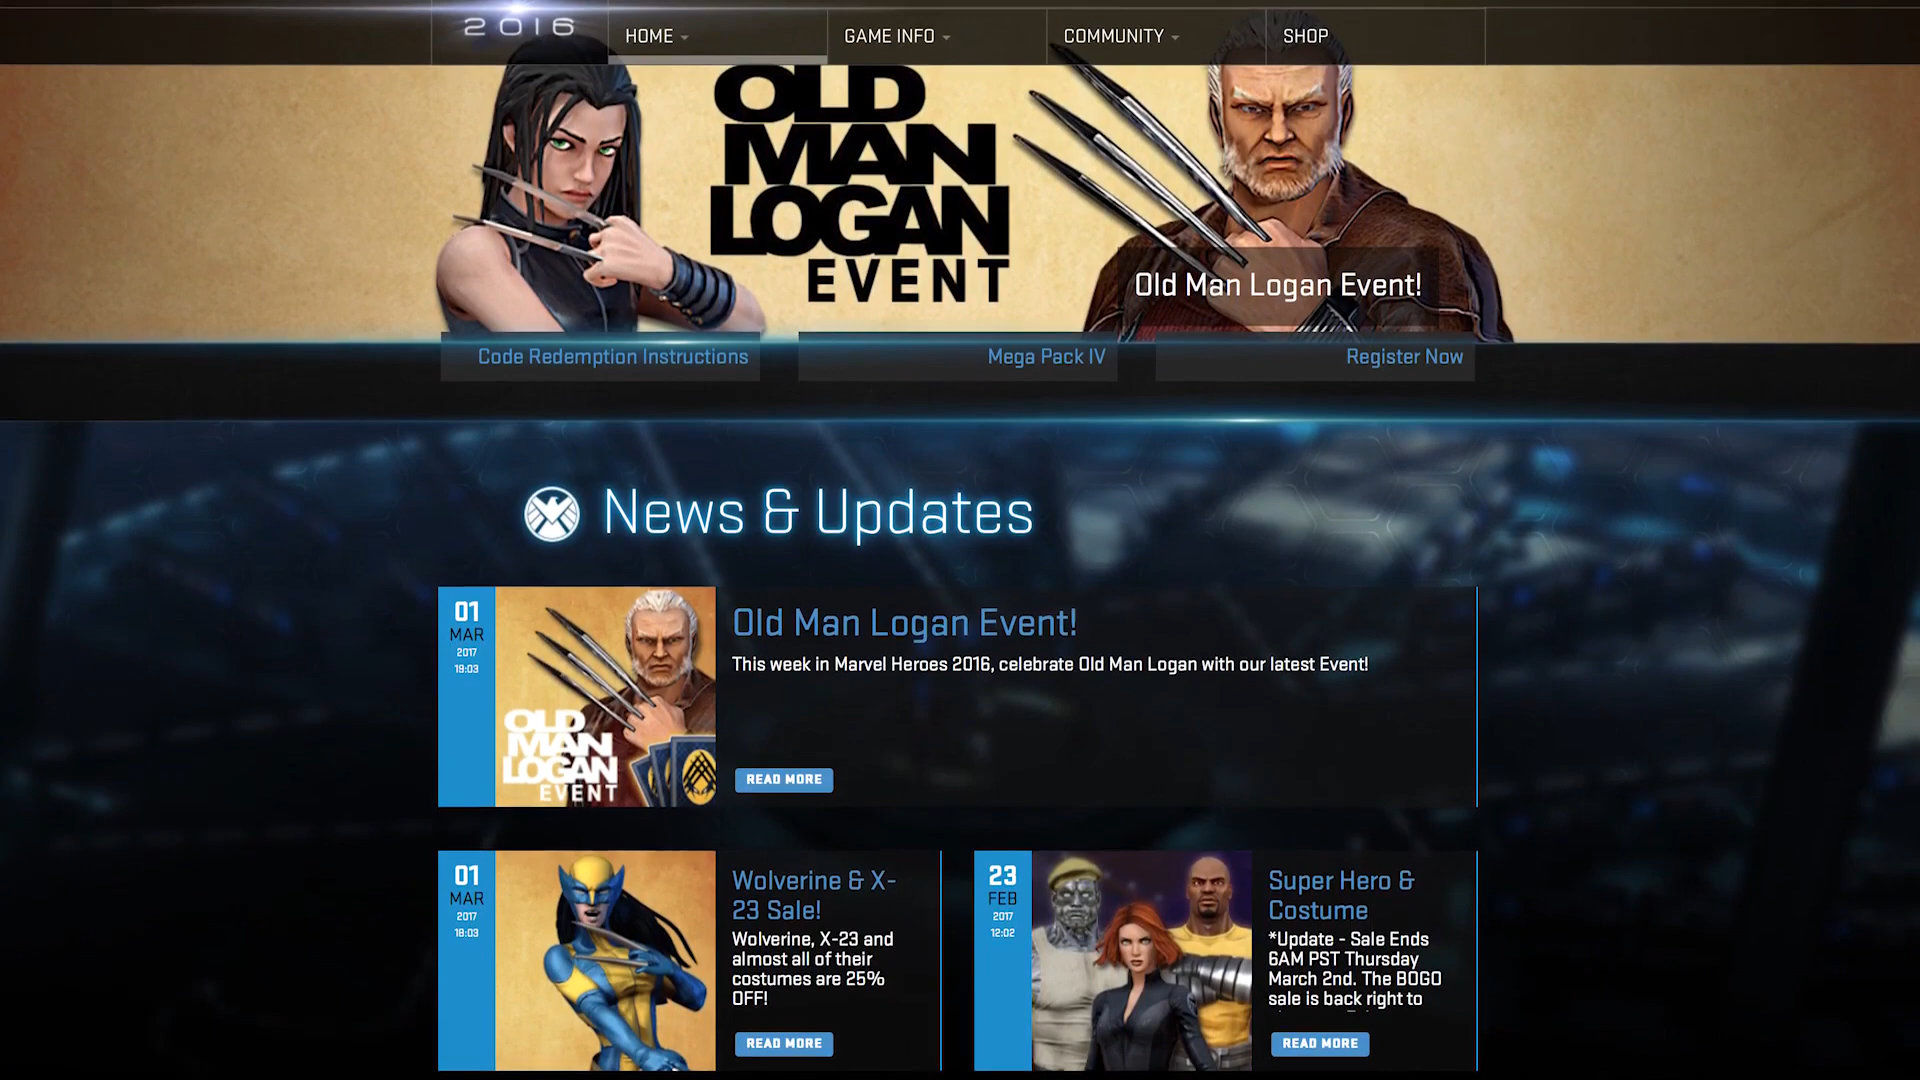 2016
HOME
GAME INFO
COMMUNITY
SHOP
OLD
MAN
LOGAN
EVENT
Old Man Logan Event!
Code Redemption Instructions
Mega Pack IV
Register Now
News & Updates
01
MAR
2017
19:03
OLD
MAN
LOGAN
EVENT
Old Man Logan Event!
This week in Marvel Heroes 2016, celebrate Old Man Logan with our latest Event!
READ MORE
01
MAR
2017
18:03
Wolverine & X-
23 Sale!
Wolverine, X-23 and
almost all of their
costumes are 25%
OFF!
READ MORE
23
FEB
2017
12:02
Super Hero &
Costume
*Update - Sale Ends
6AM PST Thursday
March 2nd. The BOGO
sale is back right to
READ MORE